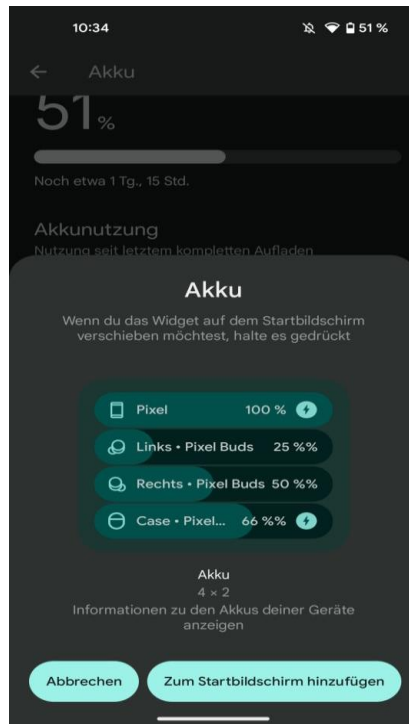 10:34 51 %
Akku
51%
Noch etwa 1 Tg., 15 Std.
Akkunutzung
Nutzung seit letztem kompletten Aufladen
Akku
Wenn du das Widget auf dem Startbildschirm
verschieben möchtest, halte es gedrückt
Pixel 100 %
Links • Pixel Buds 25 %%
Rechts • Pixel Buds 50 %%
Case • Pixel... 66 %%
Akku
4 × 2
Informationen zu den Akkus deiner Geräte
anzeigen
Abbrechen Zum Startbildschirm hinzufügen